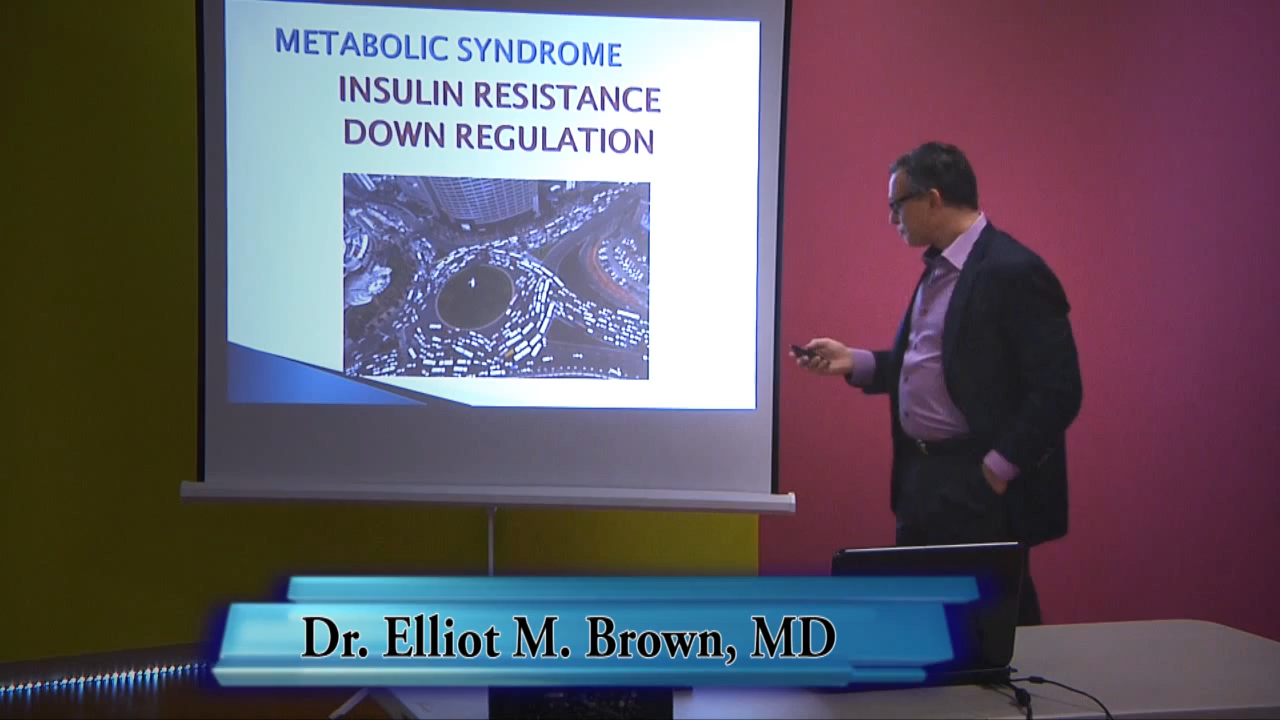 METABOLIC SYNDROME
INSULIN RESISTANCE
DOWN REGULATION
Dr. Elliot M. Brown, MD